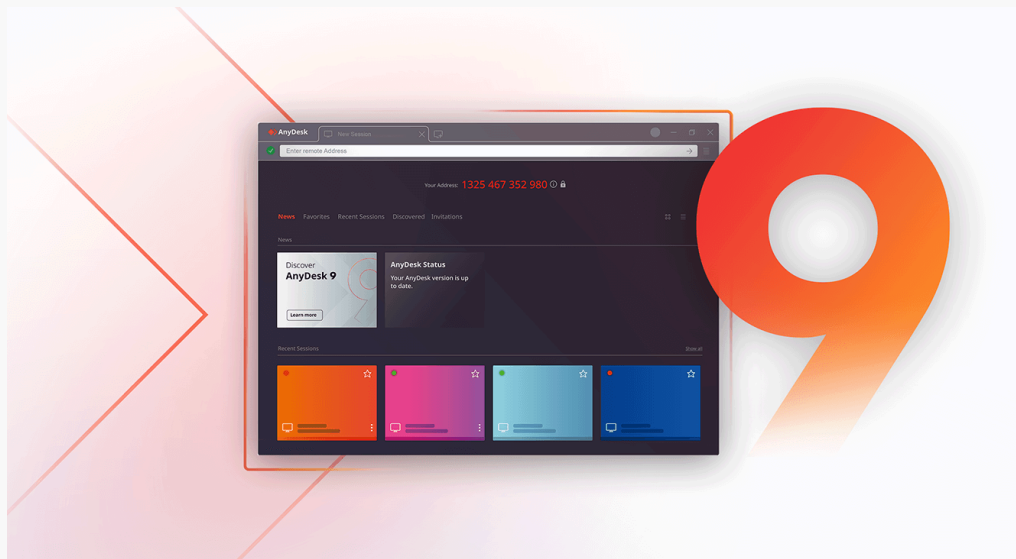 AnyDesk
New Session
Enter remote Address
Your Address: 1325 467 352 980
News Favorites Recent Sessions Discovered Invitations
News
Discover
AnyDesk 9
Learn more
AnyDesk Status
Your AnyDesk version is up
to date.
Recent Sessions
Show all
9